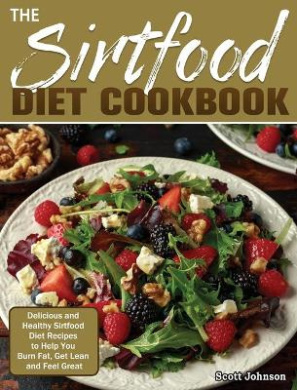 THE
Sirtfood
DIET COOKBOOK
Delicious and
Healthy Sirtfood
Diet Recipes
to Help You
Burn Fat, Get Lean
and Feel Great
Scott Johnson